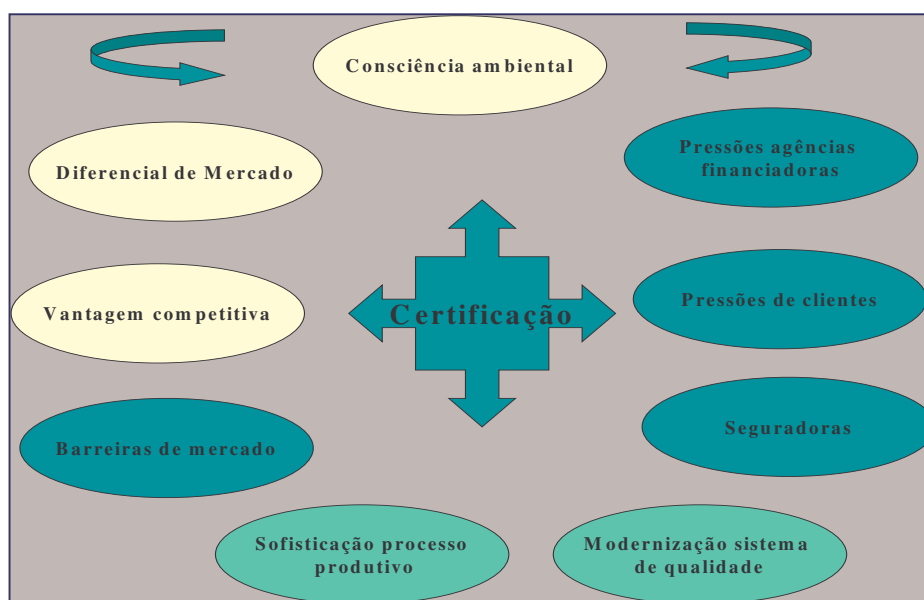 Consciência ambiental
Diferencial de Mercado
Pressões agências
financiadoras
Vantagem competitiva
Certificação
Pressões de clientes
Barreiras de mercado
Seguradoras
Sofisticação processo
produtivo
Modernização sistema
de qualidade